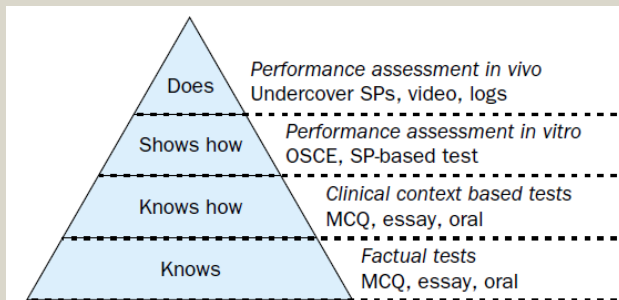 Does
Performance assessment in vivo
Undercover SPs, video, logs
Shows how
Performance assessment in vitro
OSCE, SP-based test
Knows how
Clinical context based tests
MCQ, essay, oral
Knows
Factual tests
MCQ, essay, oral